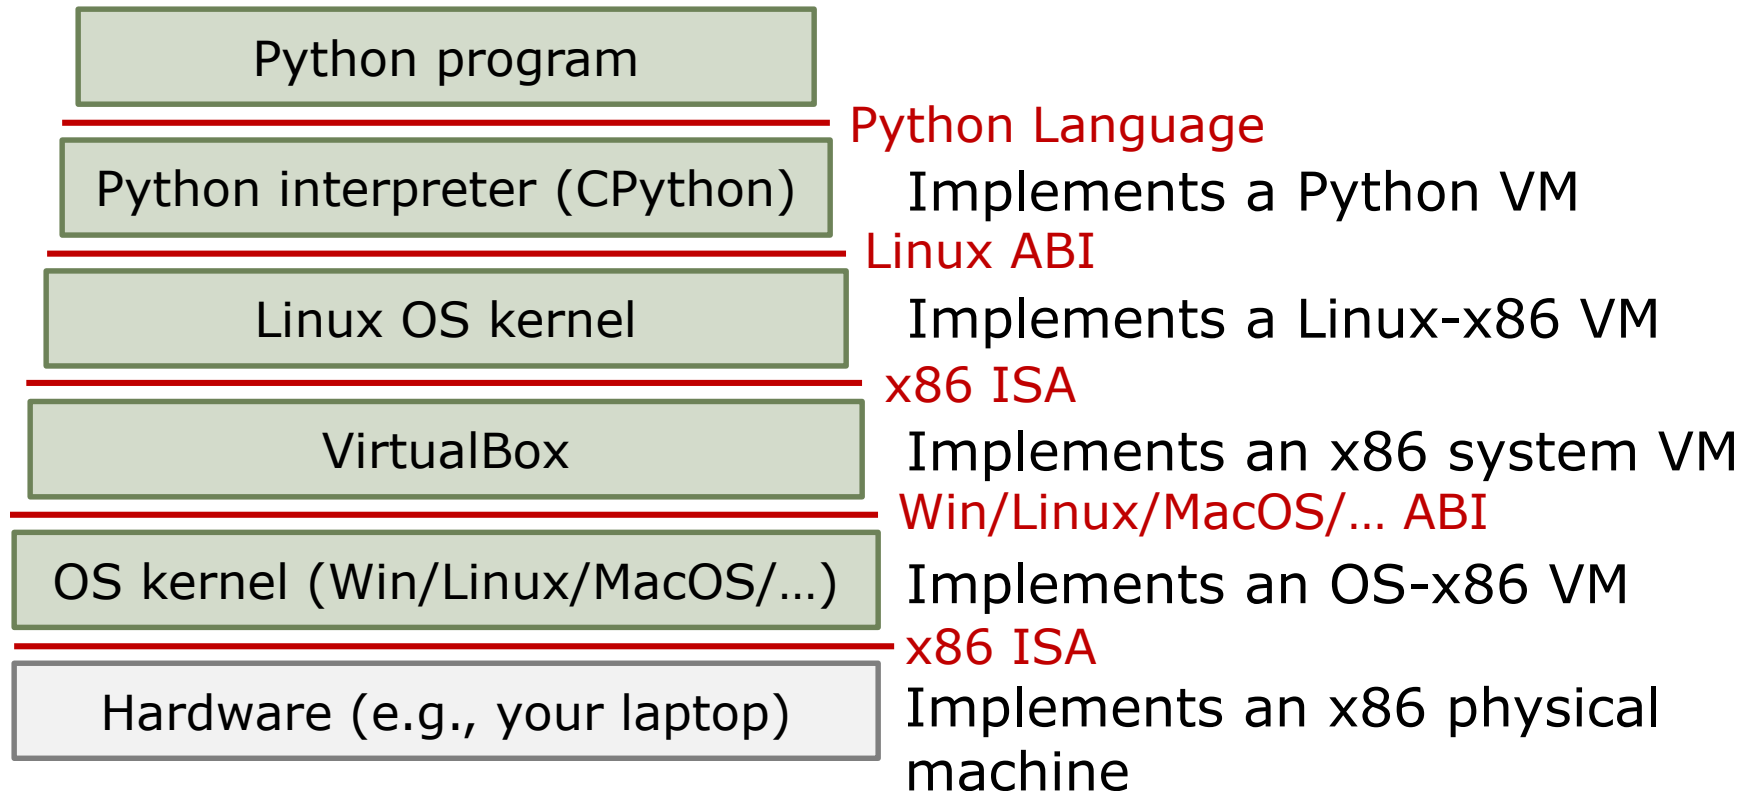 Python program
Python Language
Python interpreter (CPython)
Implements a Python VM
Linux ABI
Linux OS kernel
Implements a Linux-x86 VM
x86 ISA
VirtualBox
Implements an x86 system VM
Win/Linux/MacOS/… ABI
OS kernel (Win/Linux/MacOS/…)
Implements an OS-x86 VM
x86 ISA
Hardware (e.g., your laptop)
Implements an x86 physical
machine